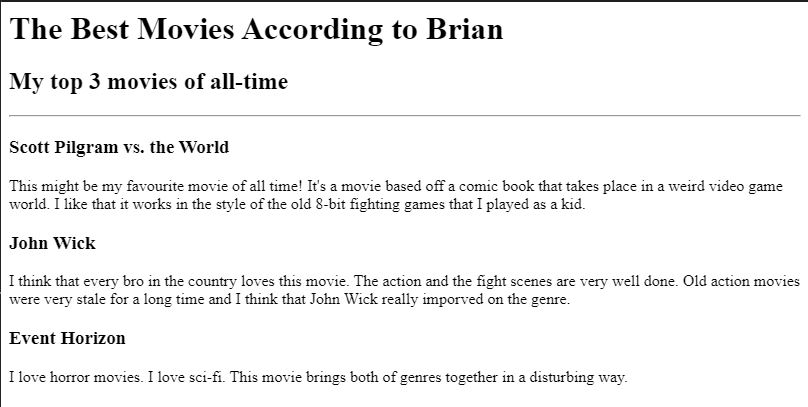 The Best Movies According to Brian
My top 3 movies of all-time
Scott Pilgram vs. the World
This might be my favourite movie of all time! It's a movie based off a comic book that takes place in a weird video game
world. I like that it works in the style of the old 8-bit fighting games that I played as a kid.
John Wick
I think that every bro in the country loves this movie. The action and the fight scenes are very well done. Old action movies
were very stale for a long time and I think that John Wick really imporved on the genre.
Event Horizon
I love horror movies. I love sci-fi. This movie brings both of genres together in a disturbing way.